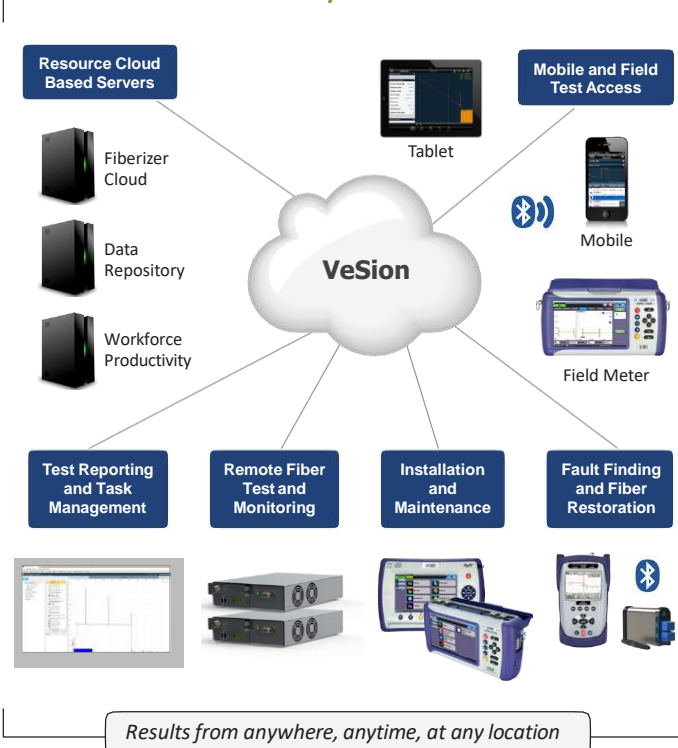 Resource Cloud
Based Servers
Mobile and Field
Test Access
Fiberizer
Cloud
Data
Repository
Workforce
Productivity
Tablet
Mobile
Field Meter
VeSion
Test Reporting
and Task
Management
Remote Fiber
Test and
Monitoring
Installation
and
Maintenance
Fault Finding
and Fiber
Restoration
Results from anywhere, anytime, at any location